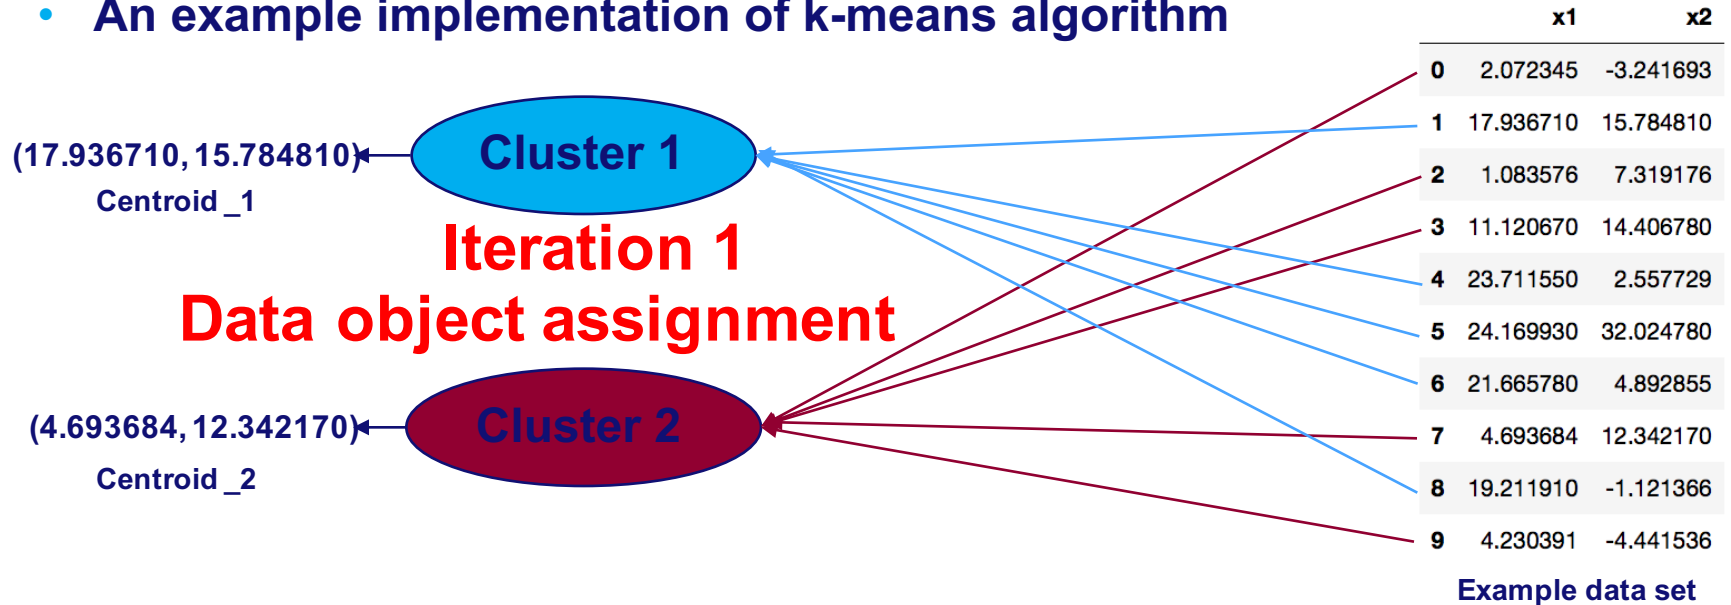 • An example implementation of k-means algorithm
x1 x2
0 2.072345 -3.241693
1 17.936710 15.784810
2 1.083576 7.319176
3 11.120670 14.406780
4 23.711550 2.557729
5 24.169930 32.024780
6 21.665780 4.892855
7 4.693684 12.342170
8 19.211910 -1.121366
9 4.230391 -4.441536
Example data set
Cluster 1
(17.936710, 15.784810)
Centroid _1
Iteration 1
Data object assignment
Cluster 2
(4.693684, 12.342170)
Centroid _2